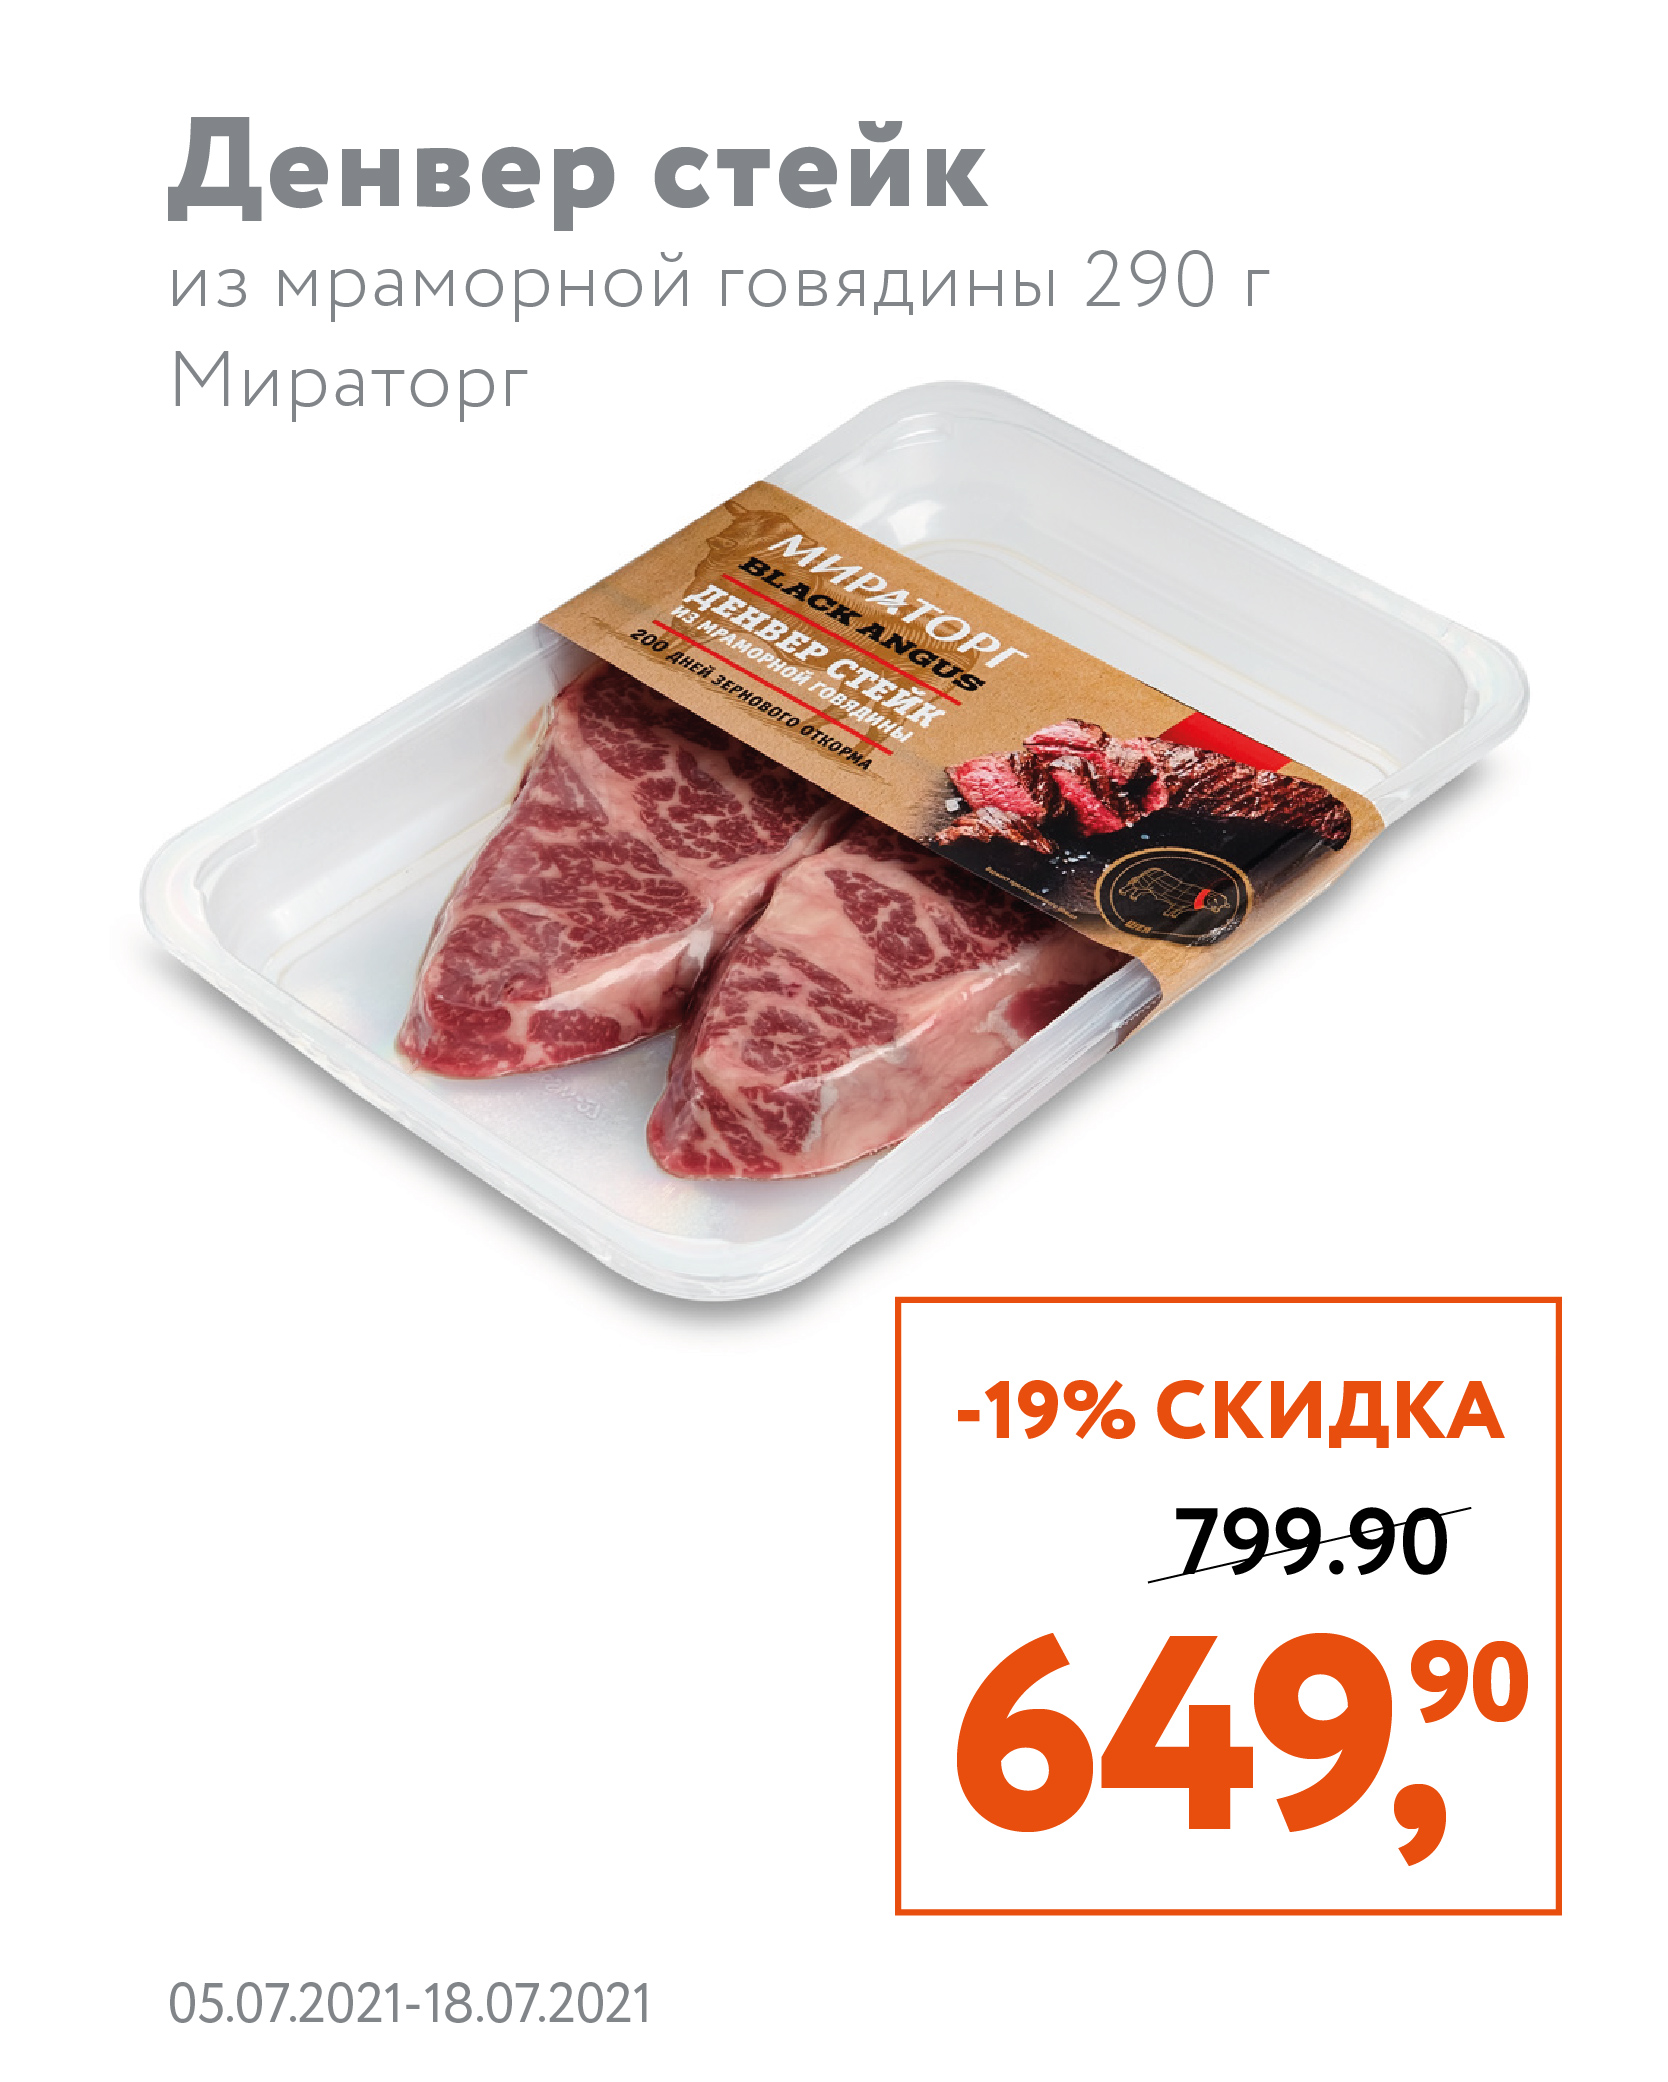 Денвер стейк
из мраморной говядины 290 г
Мираторг
МИРАТОРГ
BLACK ANGUS
ДЕНВЕР СТЕЙК
ИЗ МРАМОРНОЙ ГОВЯДИНЫ
200 ДНЕЙ ЗЕРНОВОГО ОТКОРМА
ШЕЯ
-19% СКИДКА
799.90
649,90
05.07.2021-18.07.2021